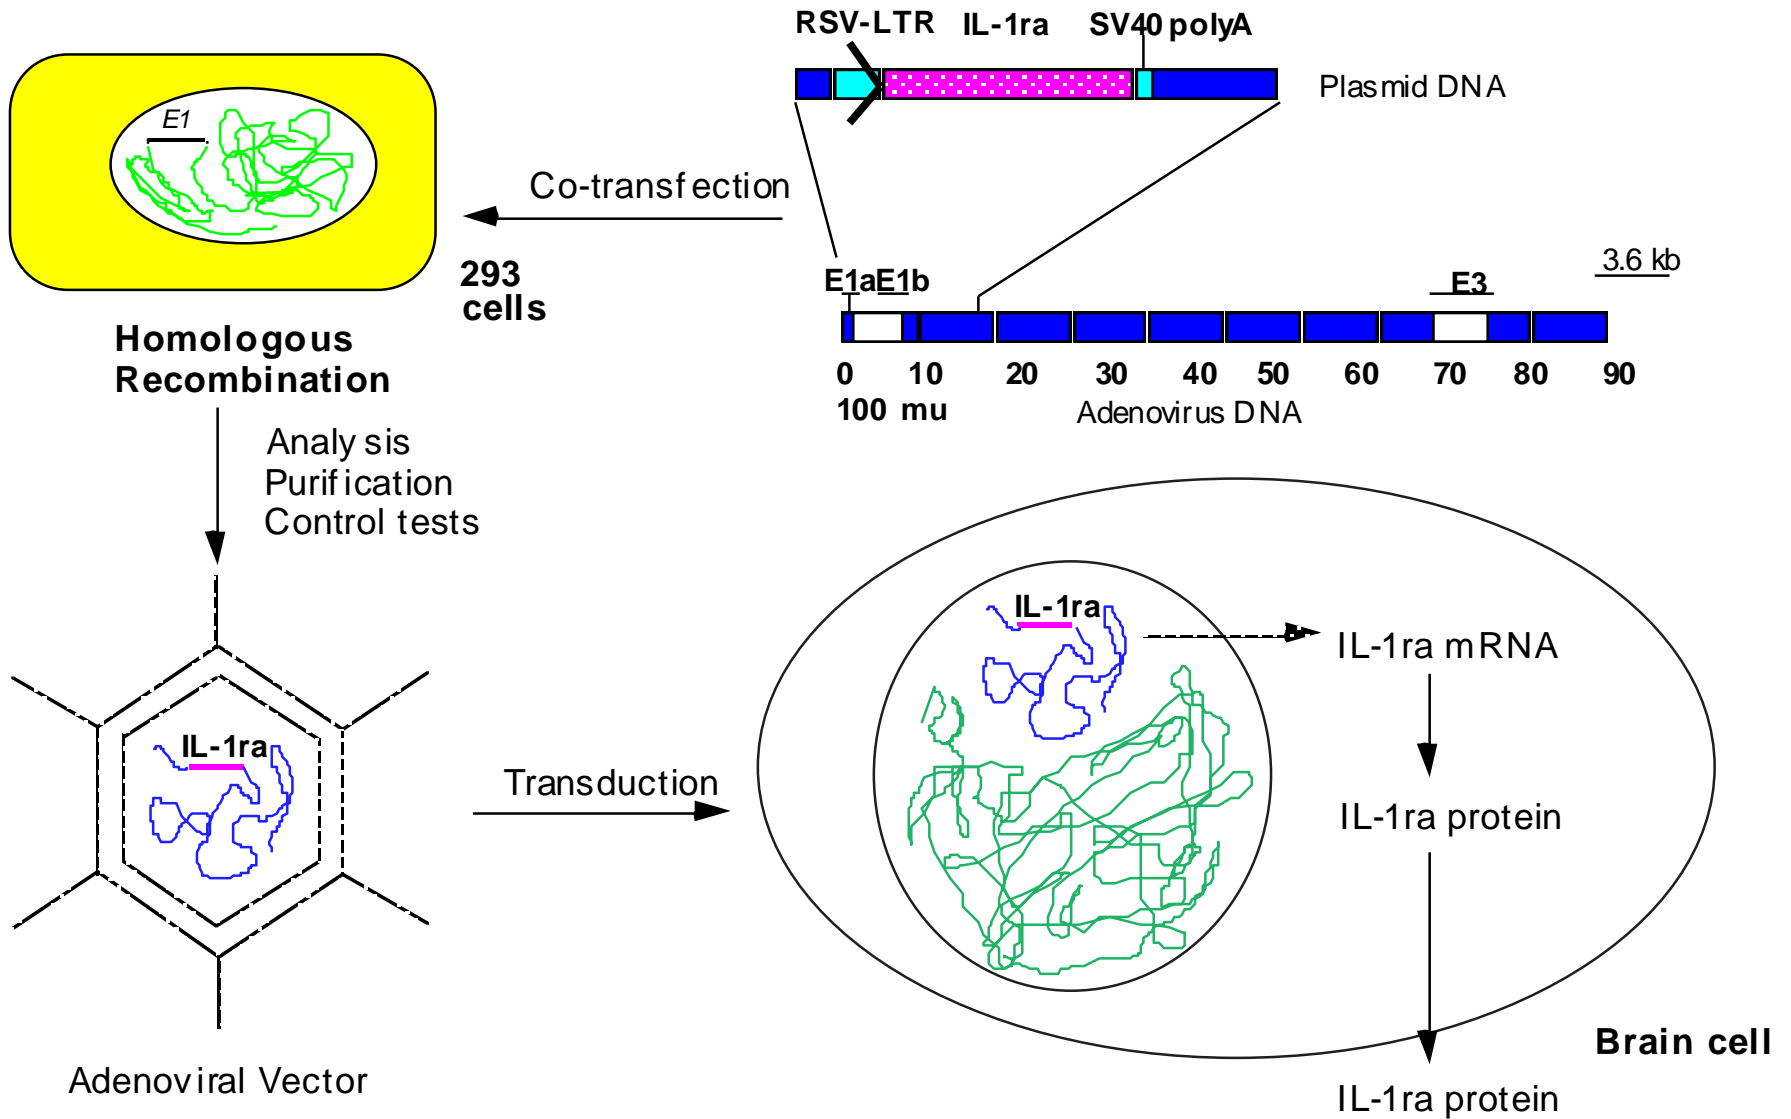 RSV-LTR IL-1ra SV40 polyA
Plasmid DNA
E1
Co-transfection
293
cells
E1aE1b
E3
3.6 kb
0 10 20 30 40 50 60 70 80 90
100 mu
Adenovirus DNA
Homologous
Recombination
Analysis
Purification
Control tests
IL-1ra
Adenoviral Vector
Transduction
IL-1ra
IL-1ra mRNA
IL-1ra protein
Brain cell
IL-1ra protein